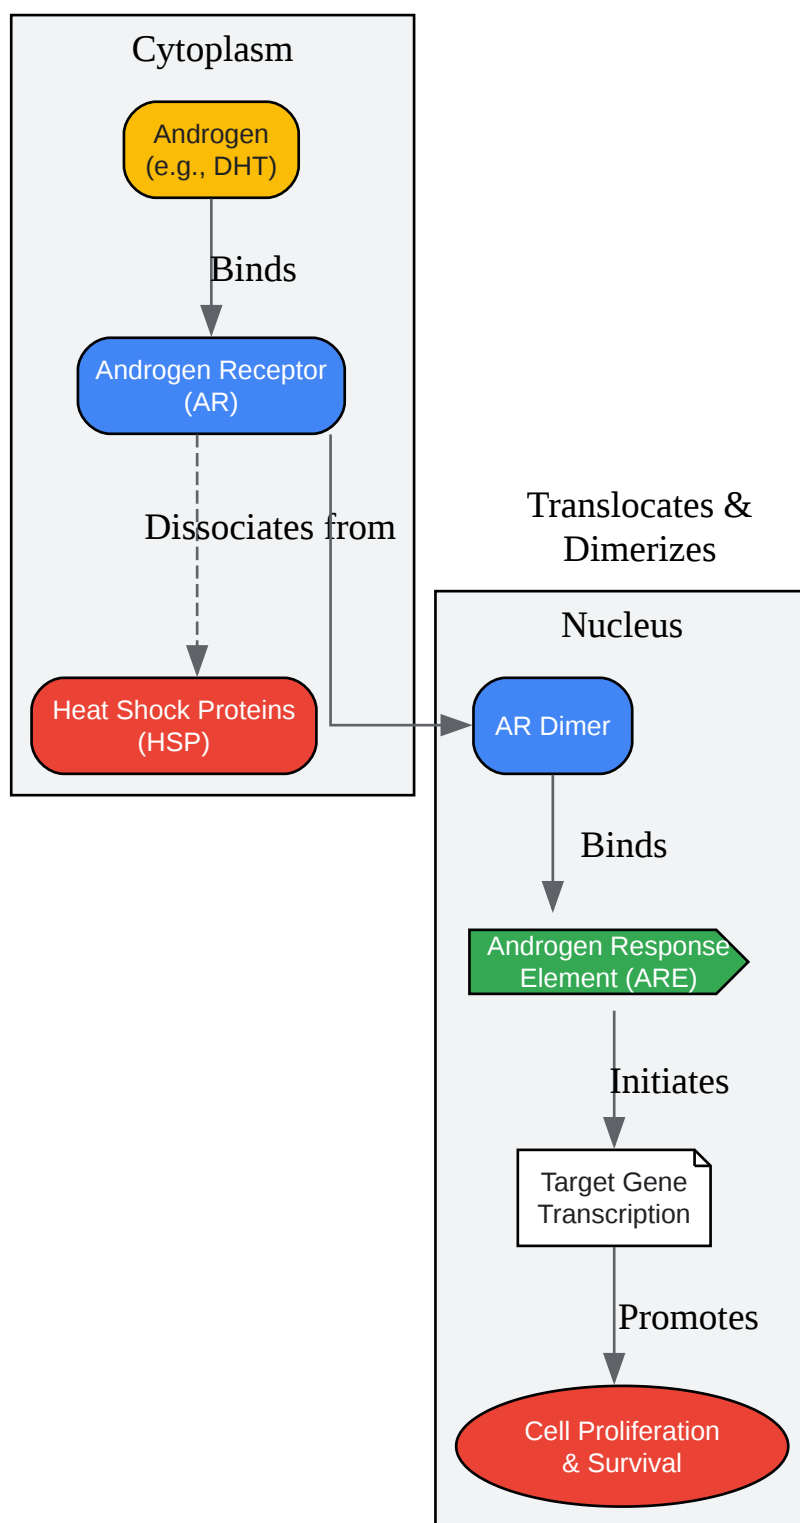 Cytoplasm
Androgen
(e.g., DHT)
Binds
Androgen Receptor
(AR)
Dissociates from
Heat Shock Proteins
(HSP)
Translocates &
Dimerizes
Nucleus
AR Dimer
Binds
Androgen Response
Element (ARE)
Initiates
Target Gene
Transcription
Promotes
Cell Proliferation
& Survival